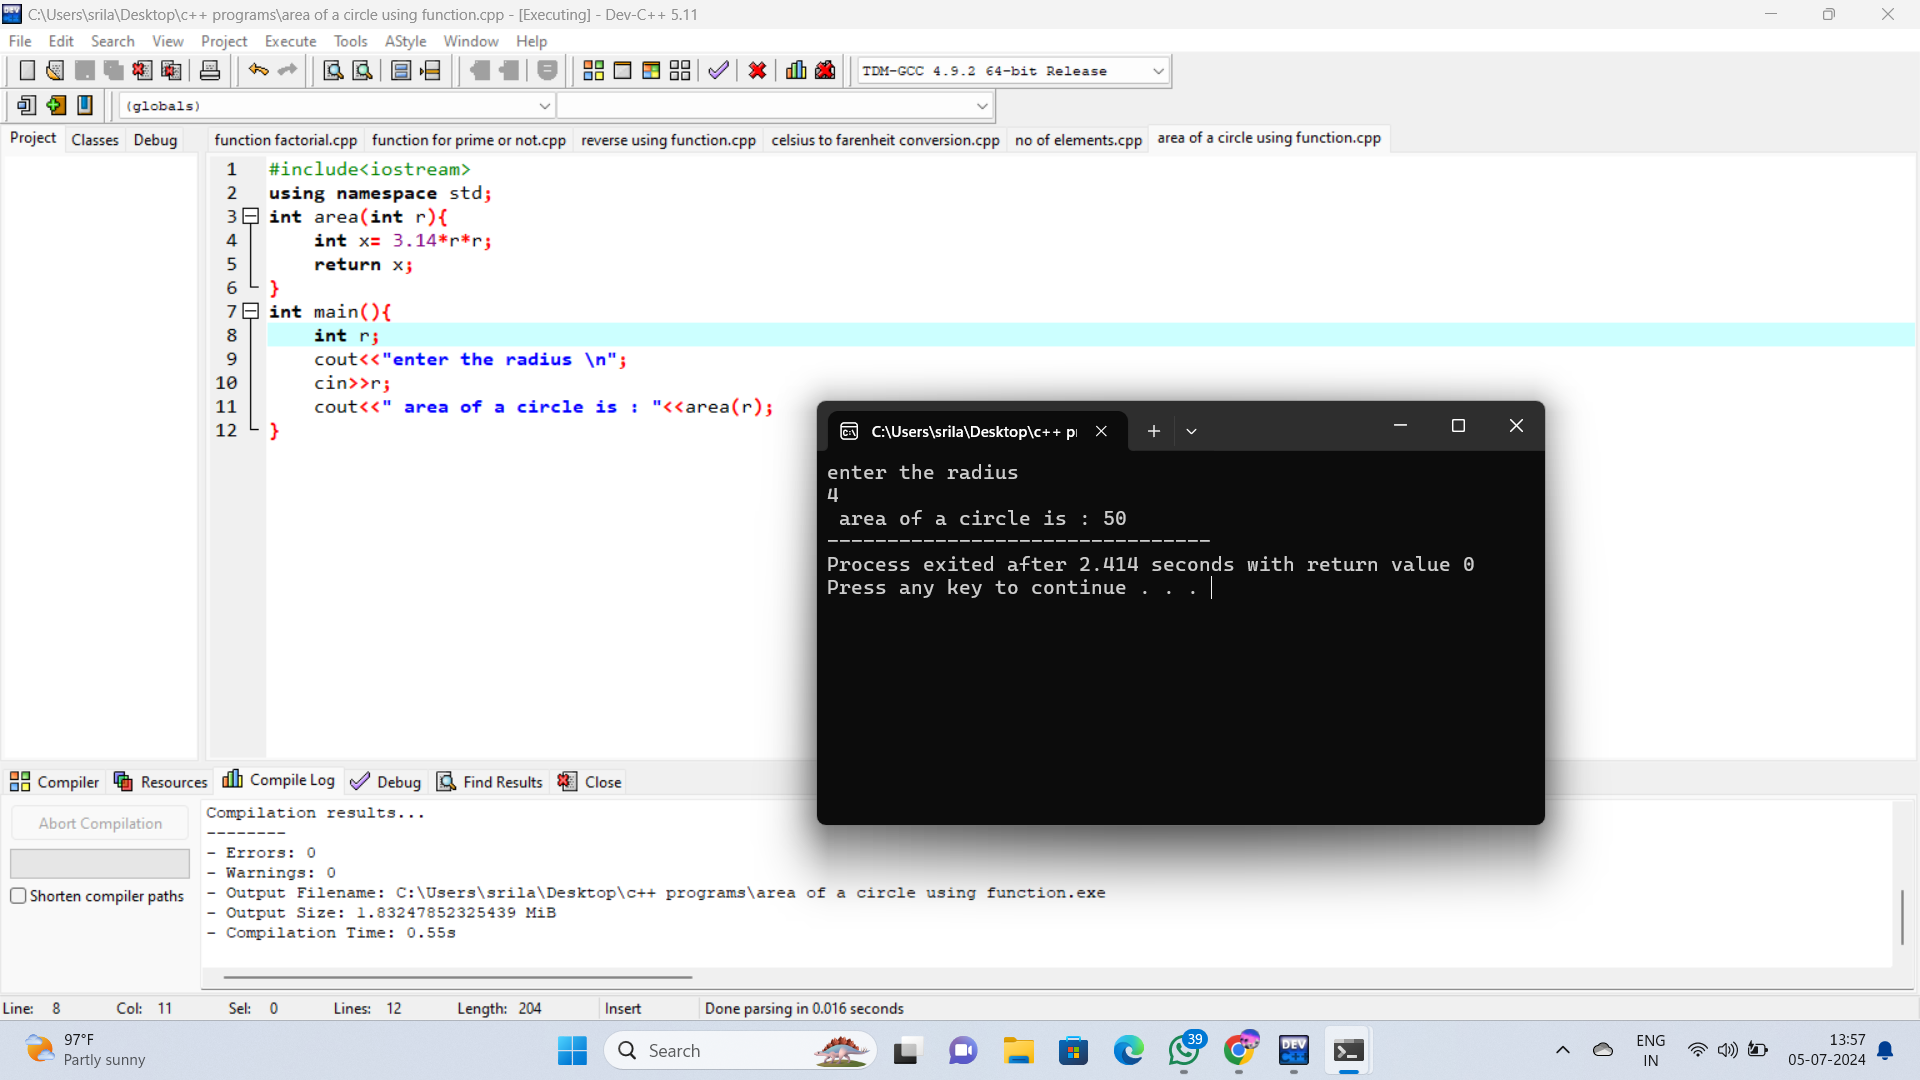 C:\Users\srila\Desktop\c++ programs\area of a circle using function.cpp - [Executing] - Dev-C++ 5.11
File Edit Search View Project Execute Tools AStyle Window Help
TDM-GCC 4.9.2 64-bit Release
(globals)
Project Classes Debug
function factorial.cpp function for prime or not.cpp reverse using function.cpp celsius to farenheit conversion.cpp no of elements.cpp area of a circle using function.cpp
1 #include<iostream>
2 using namespace std;
3 int area(int r){
4 int x= 3.14*r*r;
5 return x;
6 }
7 int main(){
8 int r;
9 cout<<"enter the radius \n";
10 cin>>r;
11 cout<<" area of a circle is : "<<area(r);
12 }
C:\Users\srila\Desktop\c++ p
enter the radius
4
area of a circle is : 50
--------------------------------
Process exited after 2.414 seconds with return value 0
Press any key to continue . . .
Compiler Resources Compile Log Debug Find Results Close
Abort Compilation
Shorten compiler paths
Compilation results...
--------
- Errors: 0
- Warnings: 0
- Output Filename: C:\Users\srila\Desktop\c++ programs\area of a circle using function.exe
- Output Size: 1.83247852325439 MiB
- Compilation Time: 0.55s
Line: 8 Col: 11 Sel: 0 Lines: 12 Length: 204 Insert Done parsing in 0.016 seconds
97°F
Partly sunny
Search
39
DEV
ENG
IN
13:57
05-07-2024